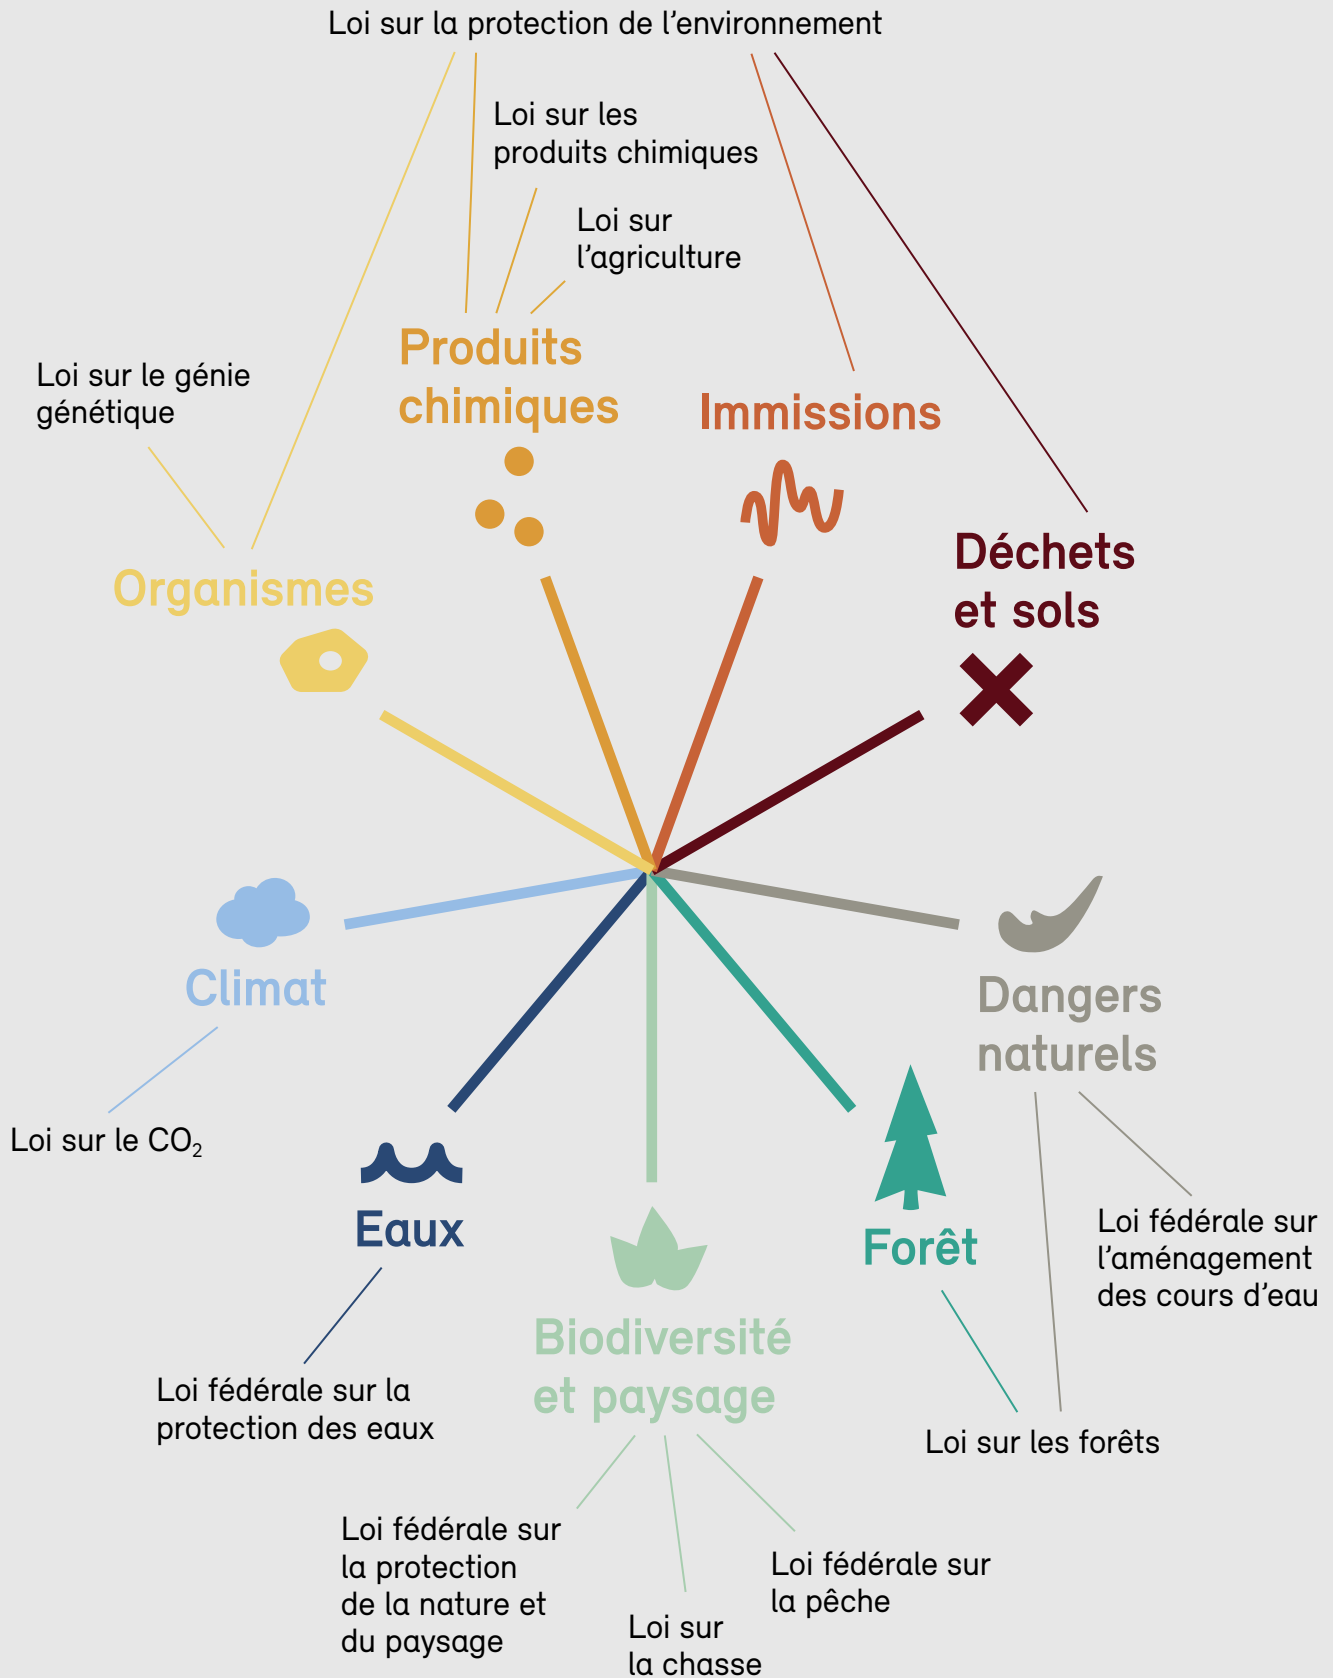 Loi sur la protection de l’environnement
Loi sur les
produits chimiques
Loi sur
l’agriculture
Produits
chimiques
Loi sur le génie
génétique
Immissions
Déchets
et sols
Organismes
Climat
Dangers
naturels
Loi sur le CO₂
Eaux
Forêt
Loi fédérale sur
l’aménagement
des cours d’eau
Biodiversité
et paysage
Loi fédérale sur la
protection des eaux
Loi sur les forêts
Loi fédérale sur
la protection
de la nature et
du paysage
Loi fédérale sur
la pêche
Loi sur
la chasse